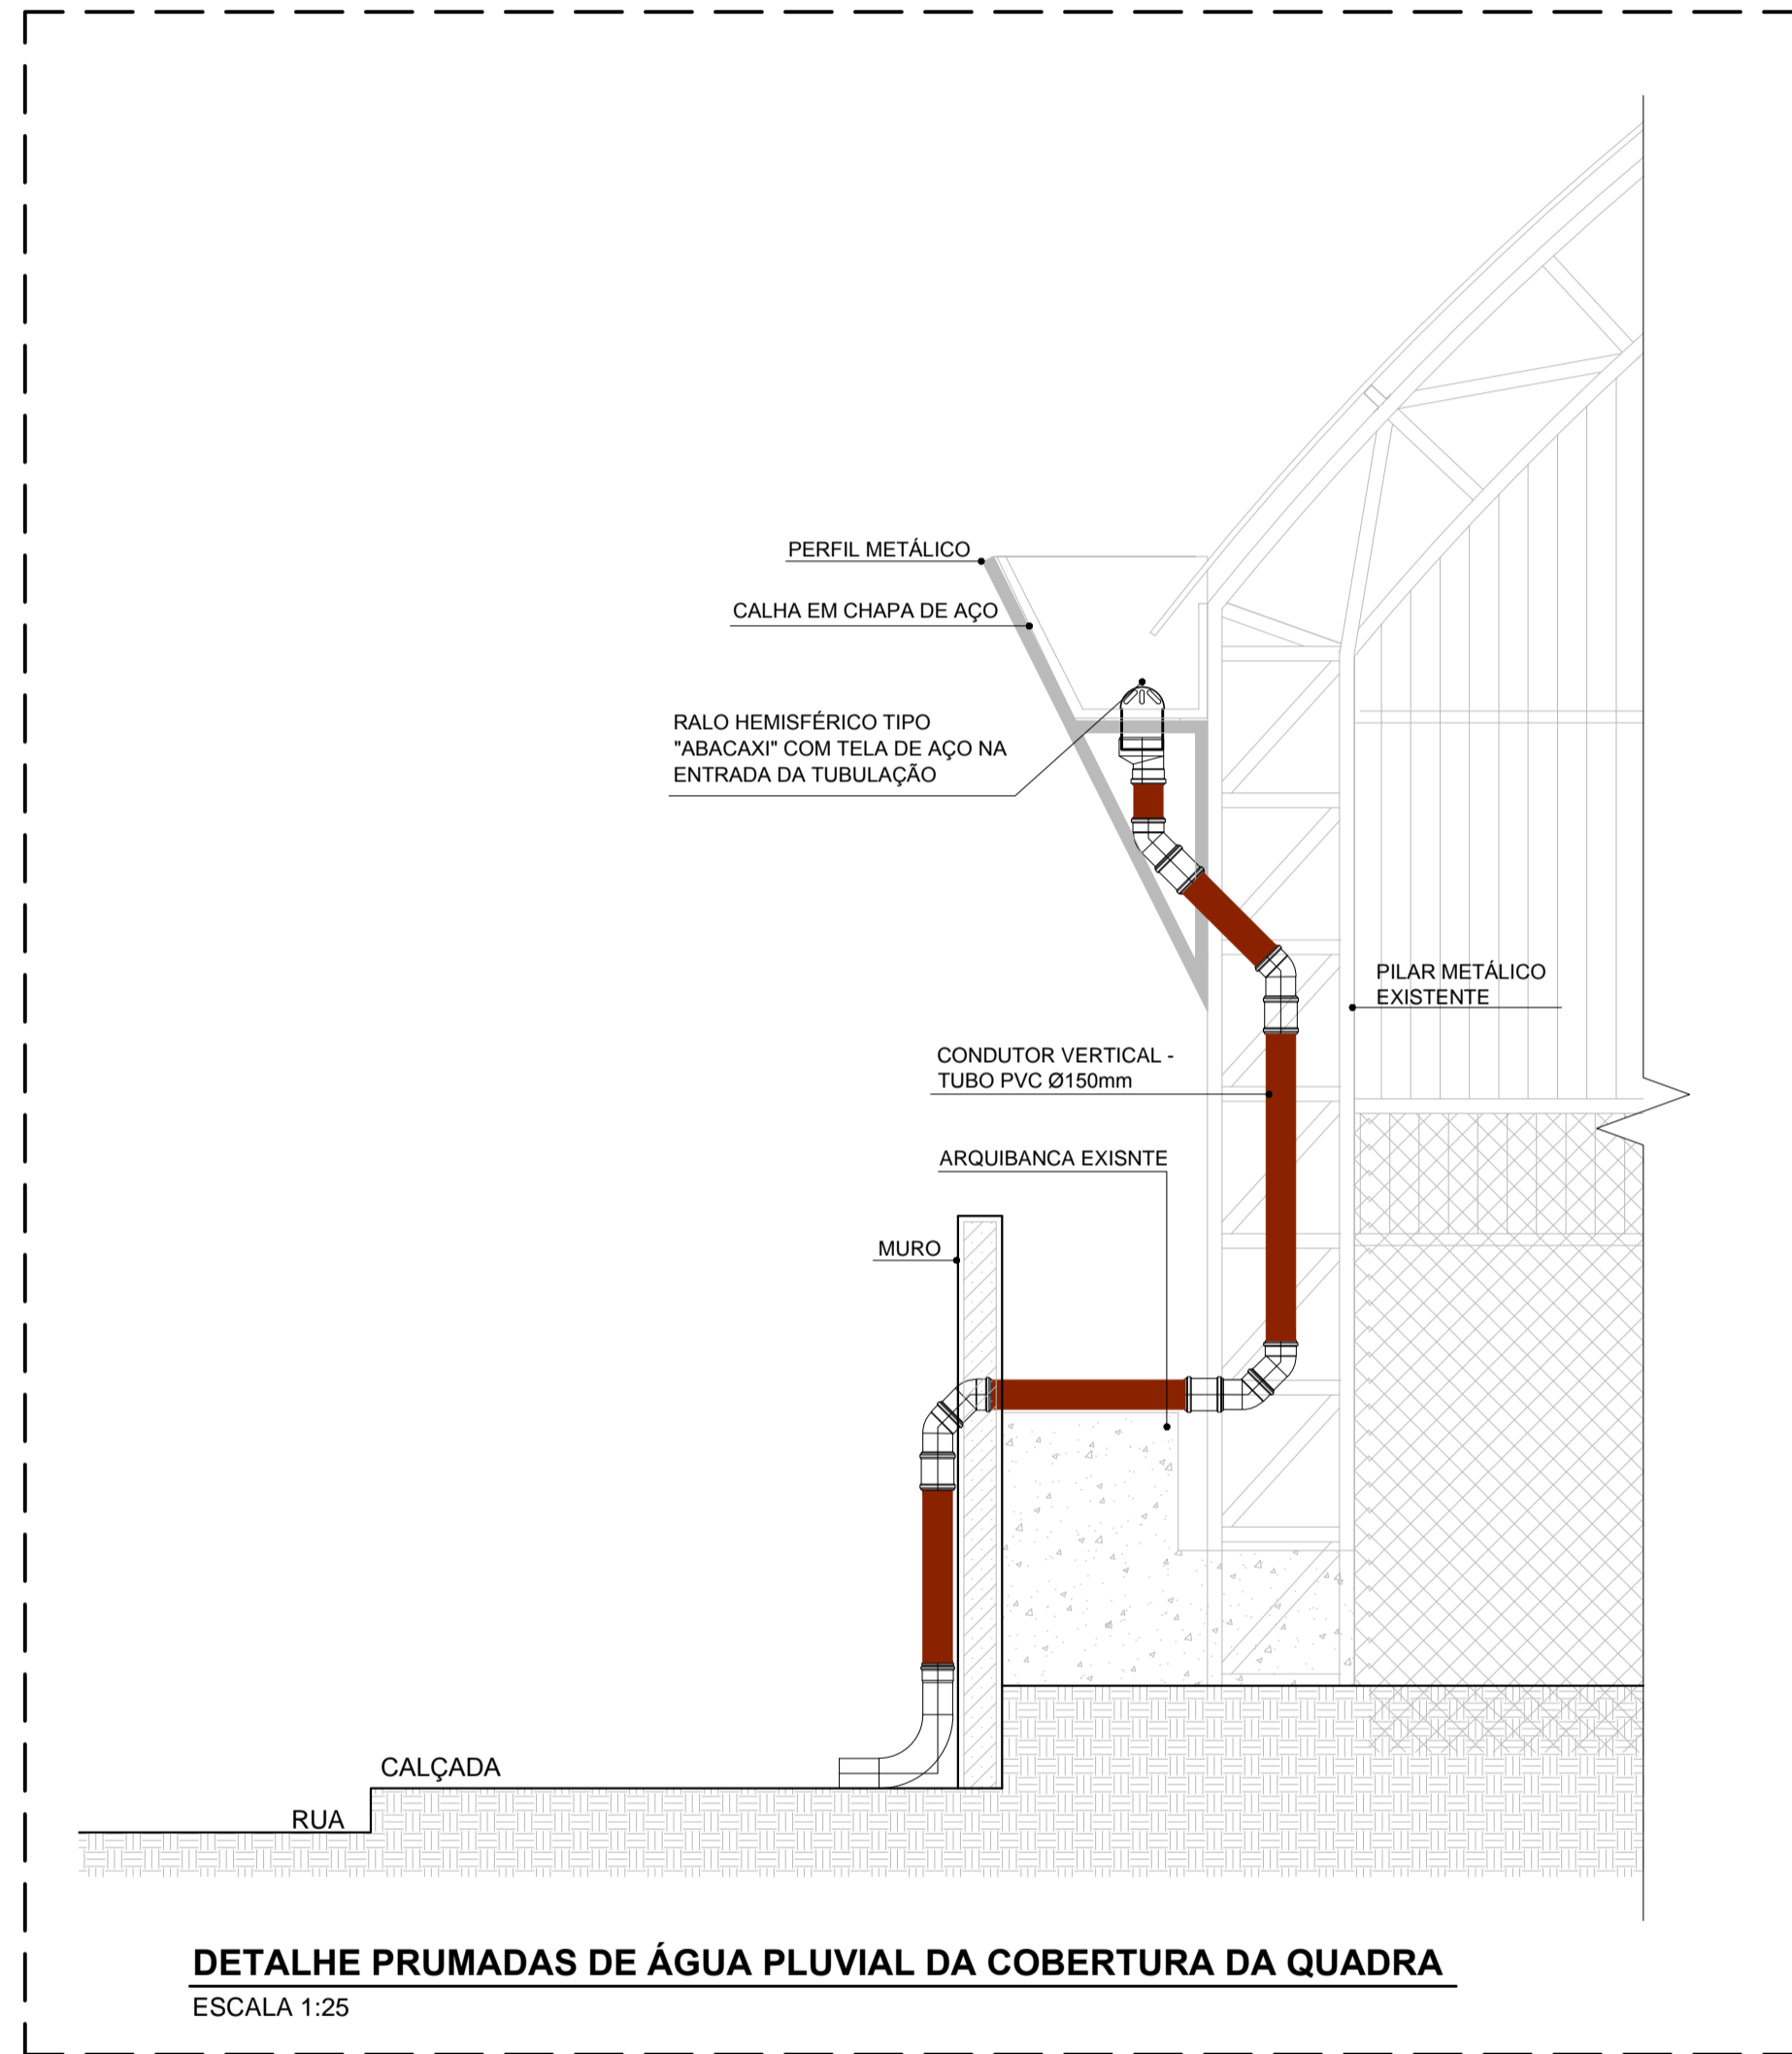 PERFIL METÁLICO
CALHA EM CHAPA DE AÇO
RALO HEMISFÉRICO TIPO
"ABACAXI" COM TELA DE AÇO NA
ENTRADA DA TUBULAÇÃO
PILAR METÁLICO
EXISTENTE
CONDUTOR VERTICAL -
TUBO PVC Ø150mm
ARQUIBANCA EXISNTE
MURO
CALÇADA
RUA
DETALHE PRUMADAS DE ÁGUA PLUVIAL DA COBERTURA DA QUADRA
ESCALA 1:25